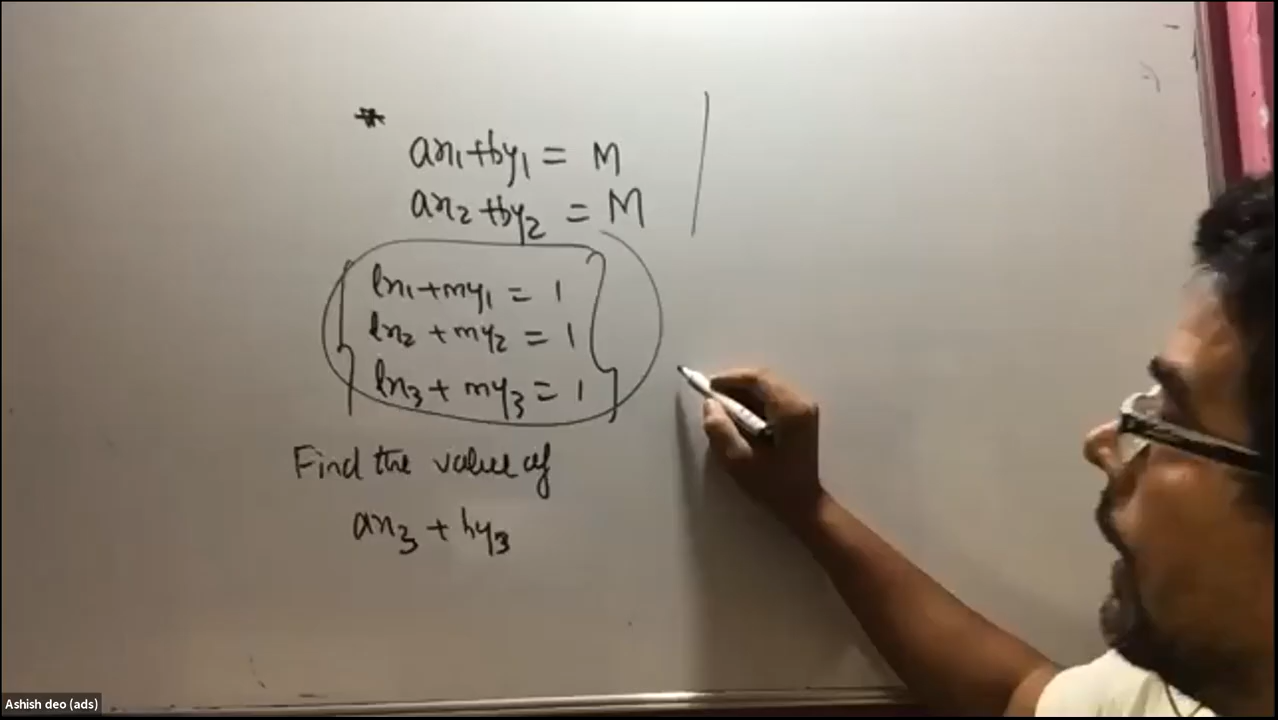 *
ax₁+by₁ = M
ax₂+by₂ = M
lx₁+my₁ = 1
lx₂+my₂ = 1
lx₃+my₃ = 1
Find the value of
ax₃+by₃
Ashish deo (ads)